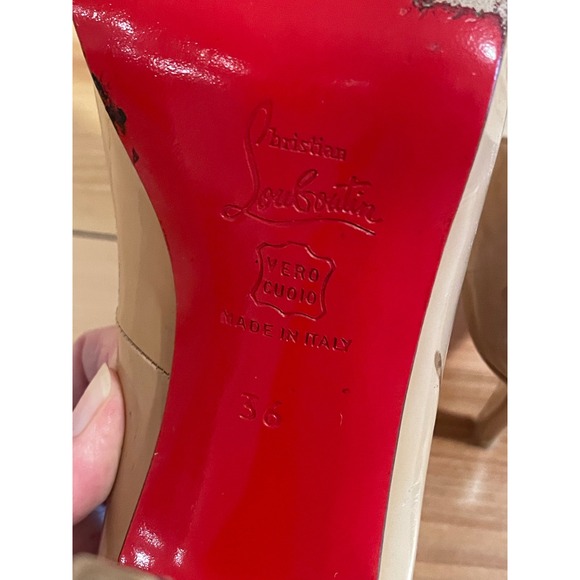 Christian
Louboutin
VERO
CUOIO
MADE IN ITALY
36